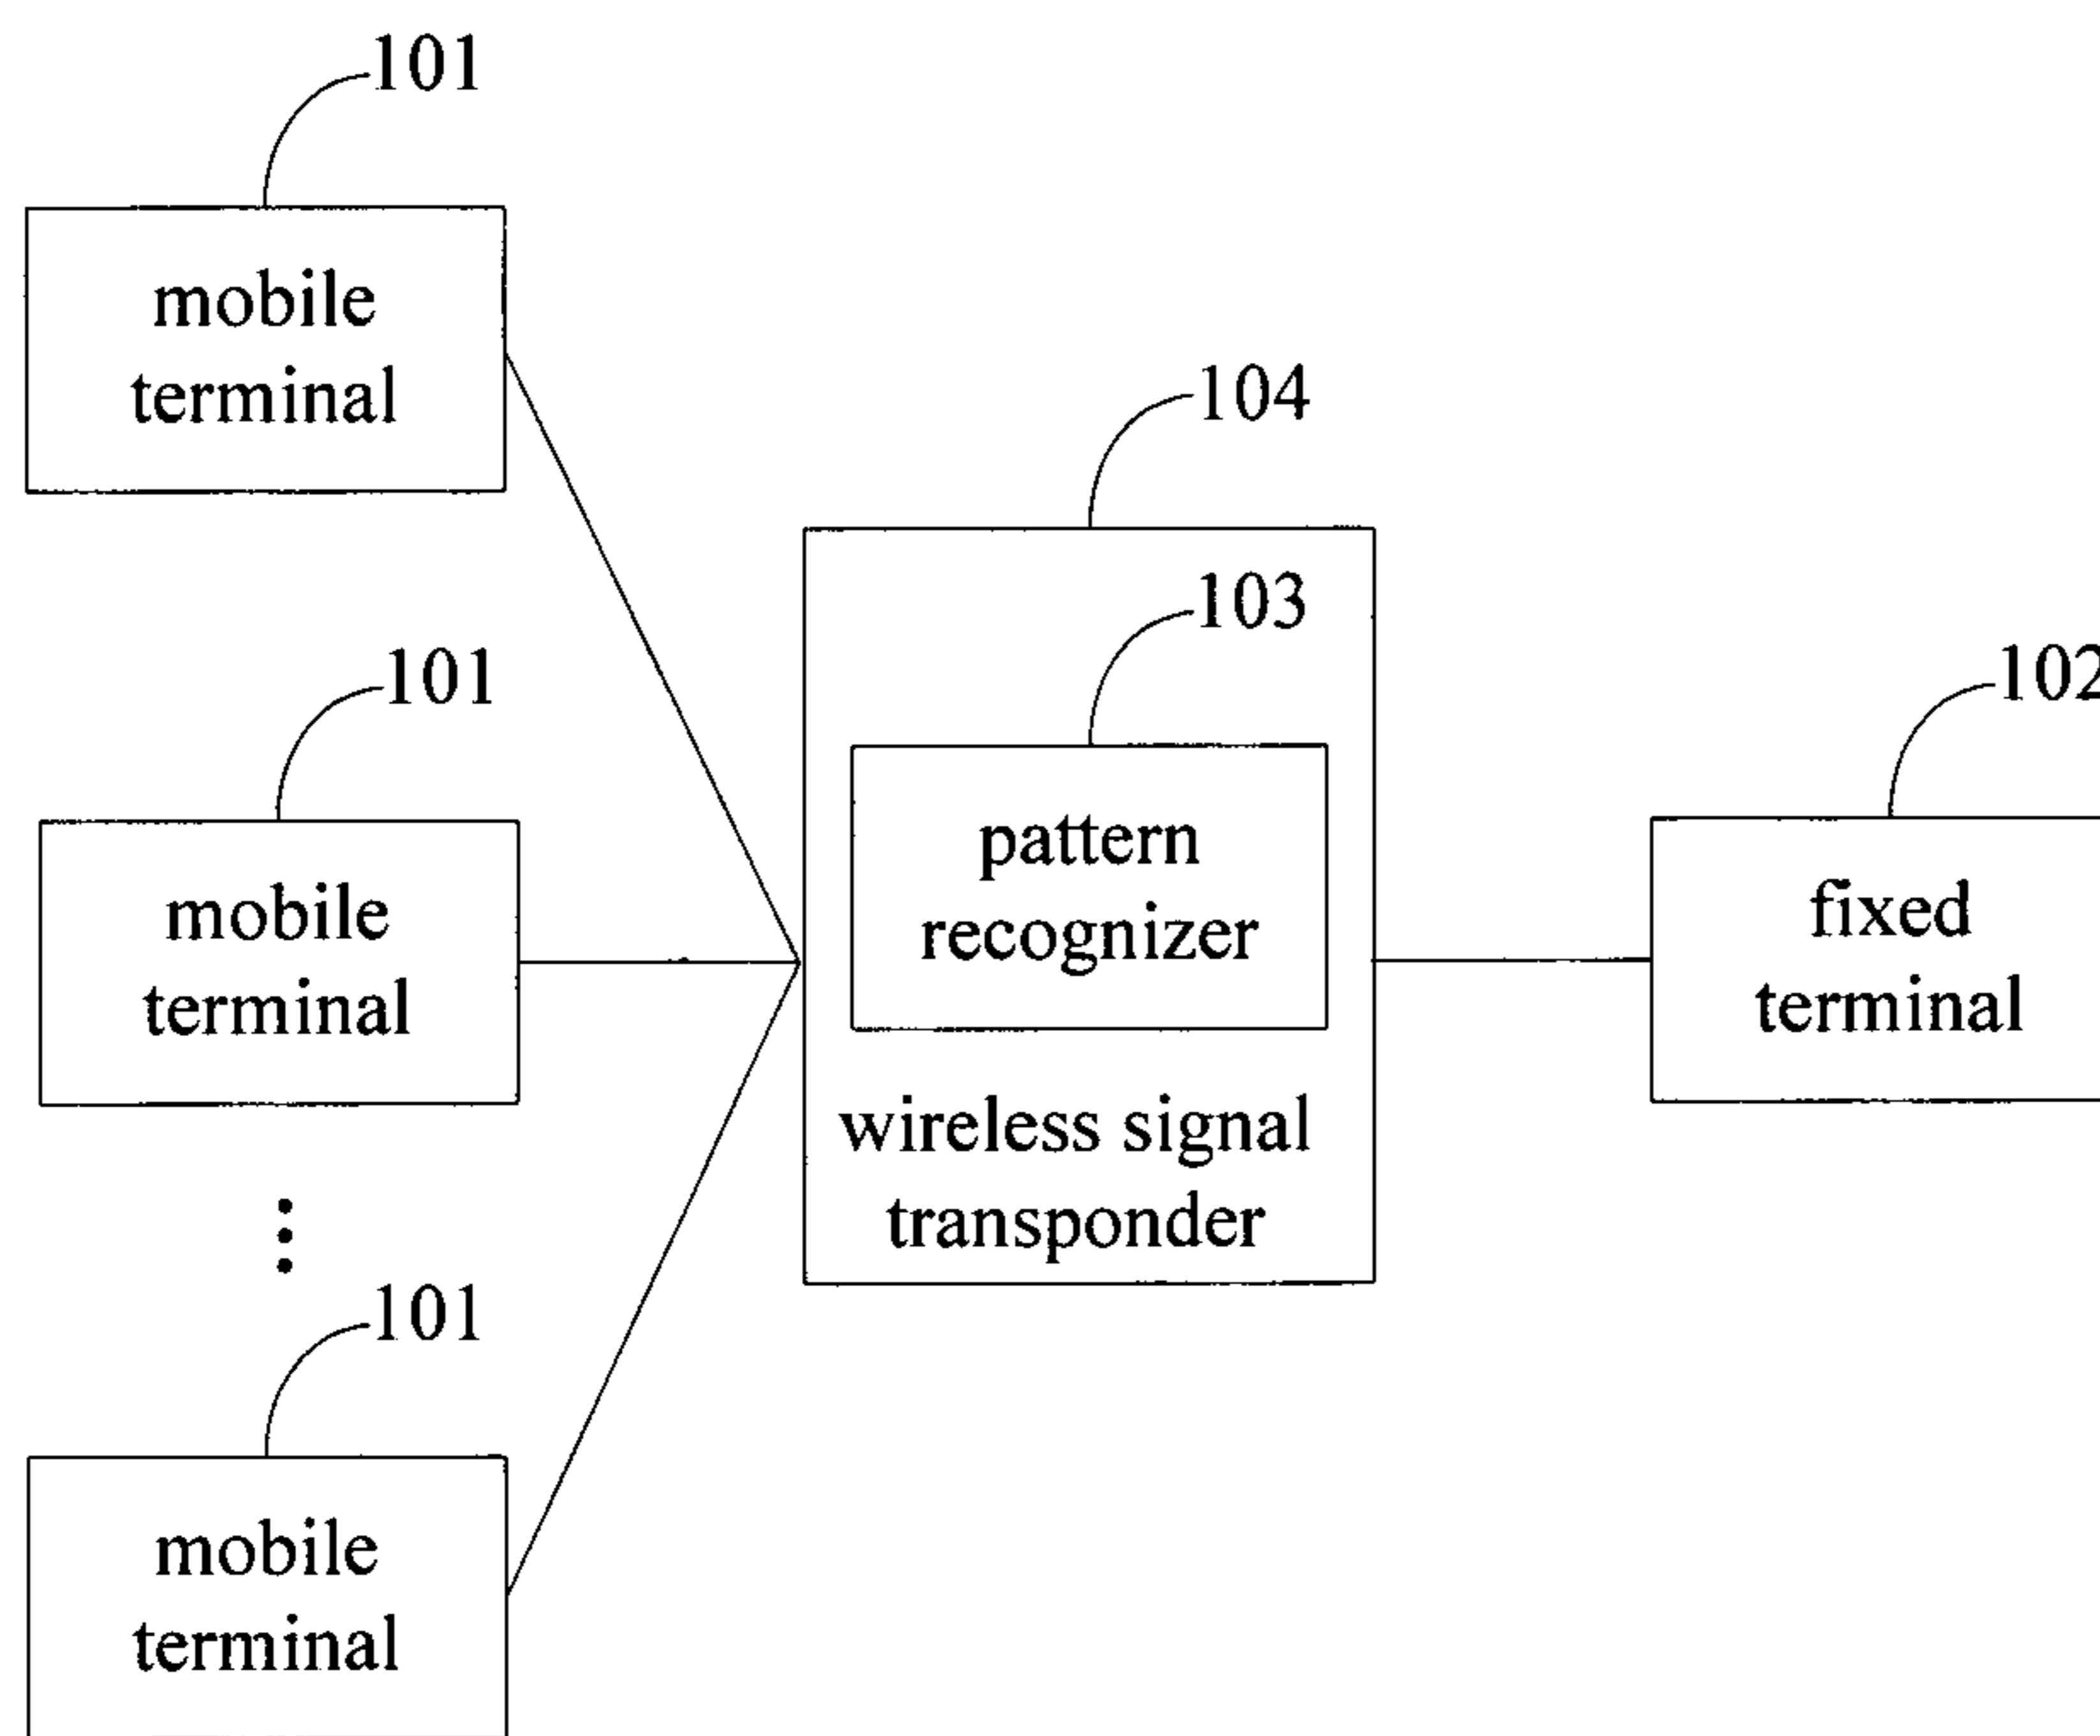 101
mobile
terminal
104
103
pattern
recognizer
wireless signal
transponder
101
mobile
terminal
102
fixed
terminal
101
mobile
terminal